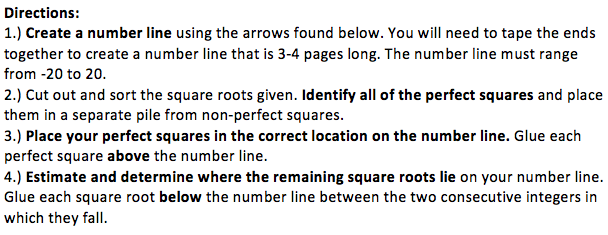 Directions:
1.) Create a number line using the arrows found below. You will need to tape the ends
together to create a number line that is 3-4 pages long. The number line must range
from -20 to 20.
2.) Cut out and sort the square roots given. Identify all of the perfect squares and place
them in a separate pile from non-perfect squares.
3.) Place your perfect squares in the correct location on the number line. Glue each
perfect square above the number line.
4.) Estimate and determine where the remaining square roots lie on your number line.
Glue each square root below the number line between the two consecutive integers in
which they fall.